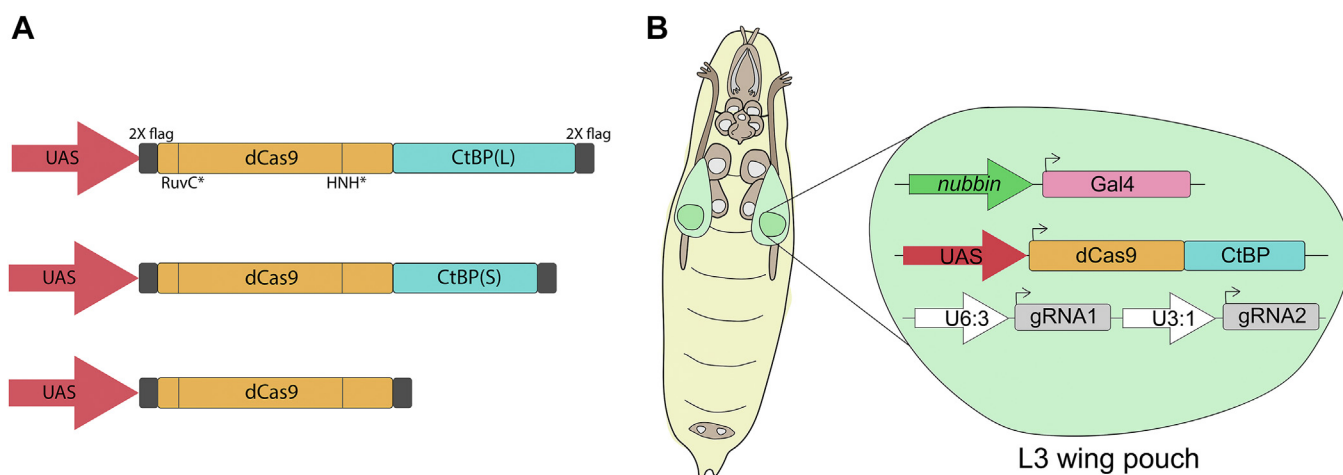 A
2X flag
2X flag
UAS
dCas9
CtBP(L)
RuvC*
HNH*
UAS
dCas9
CtBP(S)
UAS
dCas9
B
nubbin
Gal4
UAS
dCas9
CtBP
U6:3
gRNA1
U3:1
gRNA2
L3 wing pouch